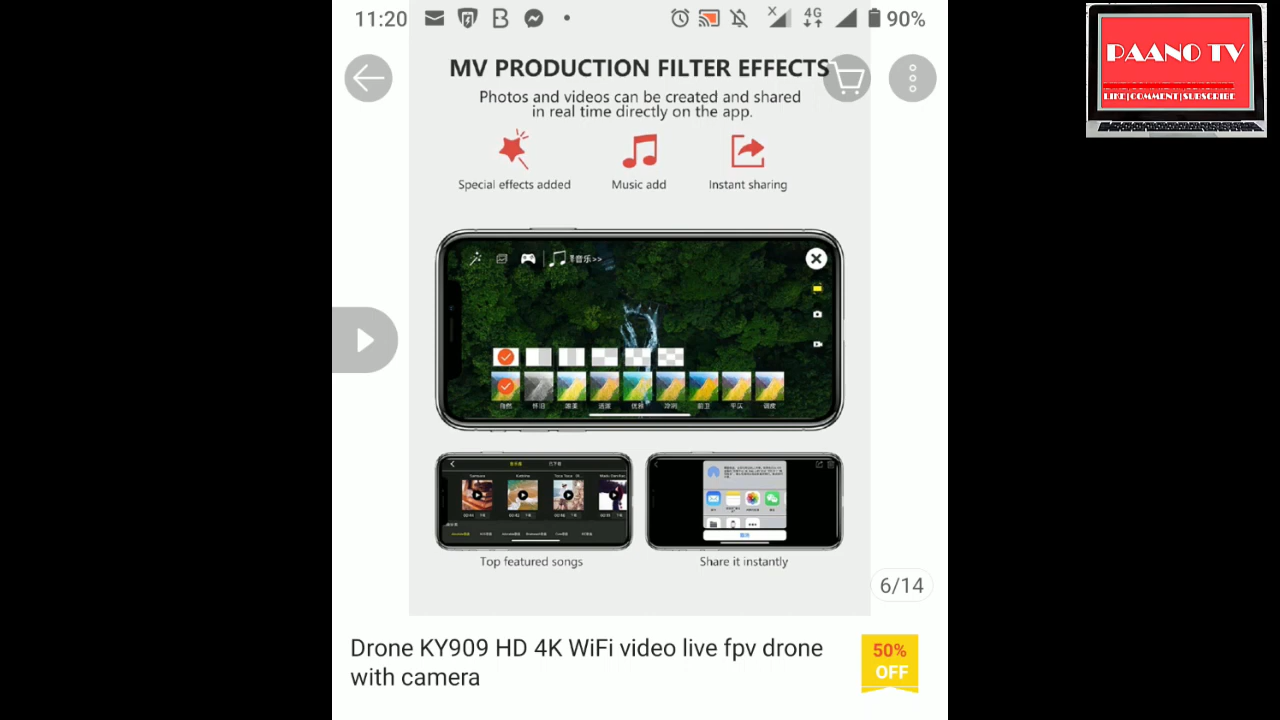 11:20
4G
90%
PAANO TV
LIKE|COMMENT|SUBSCRIBE
MV PRODUCTION FILTER EFFECTS
Photos and videos can be created and shared
in real time directly on the app.
Special effects added
Music add
Instant sharing
音乐>>
Top featured songs
Share it instantly
6/14
Drone KY909 HD 4K WiFi video live fpv drone
with camera
50%
OFF